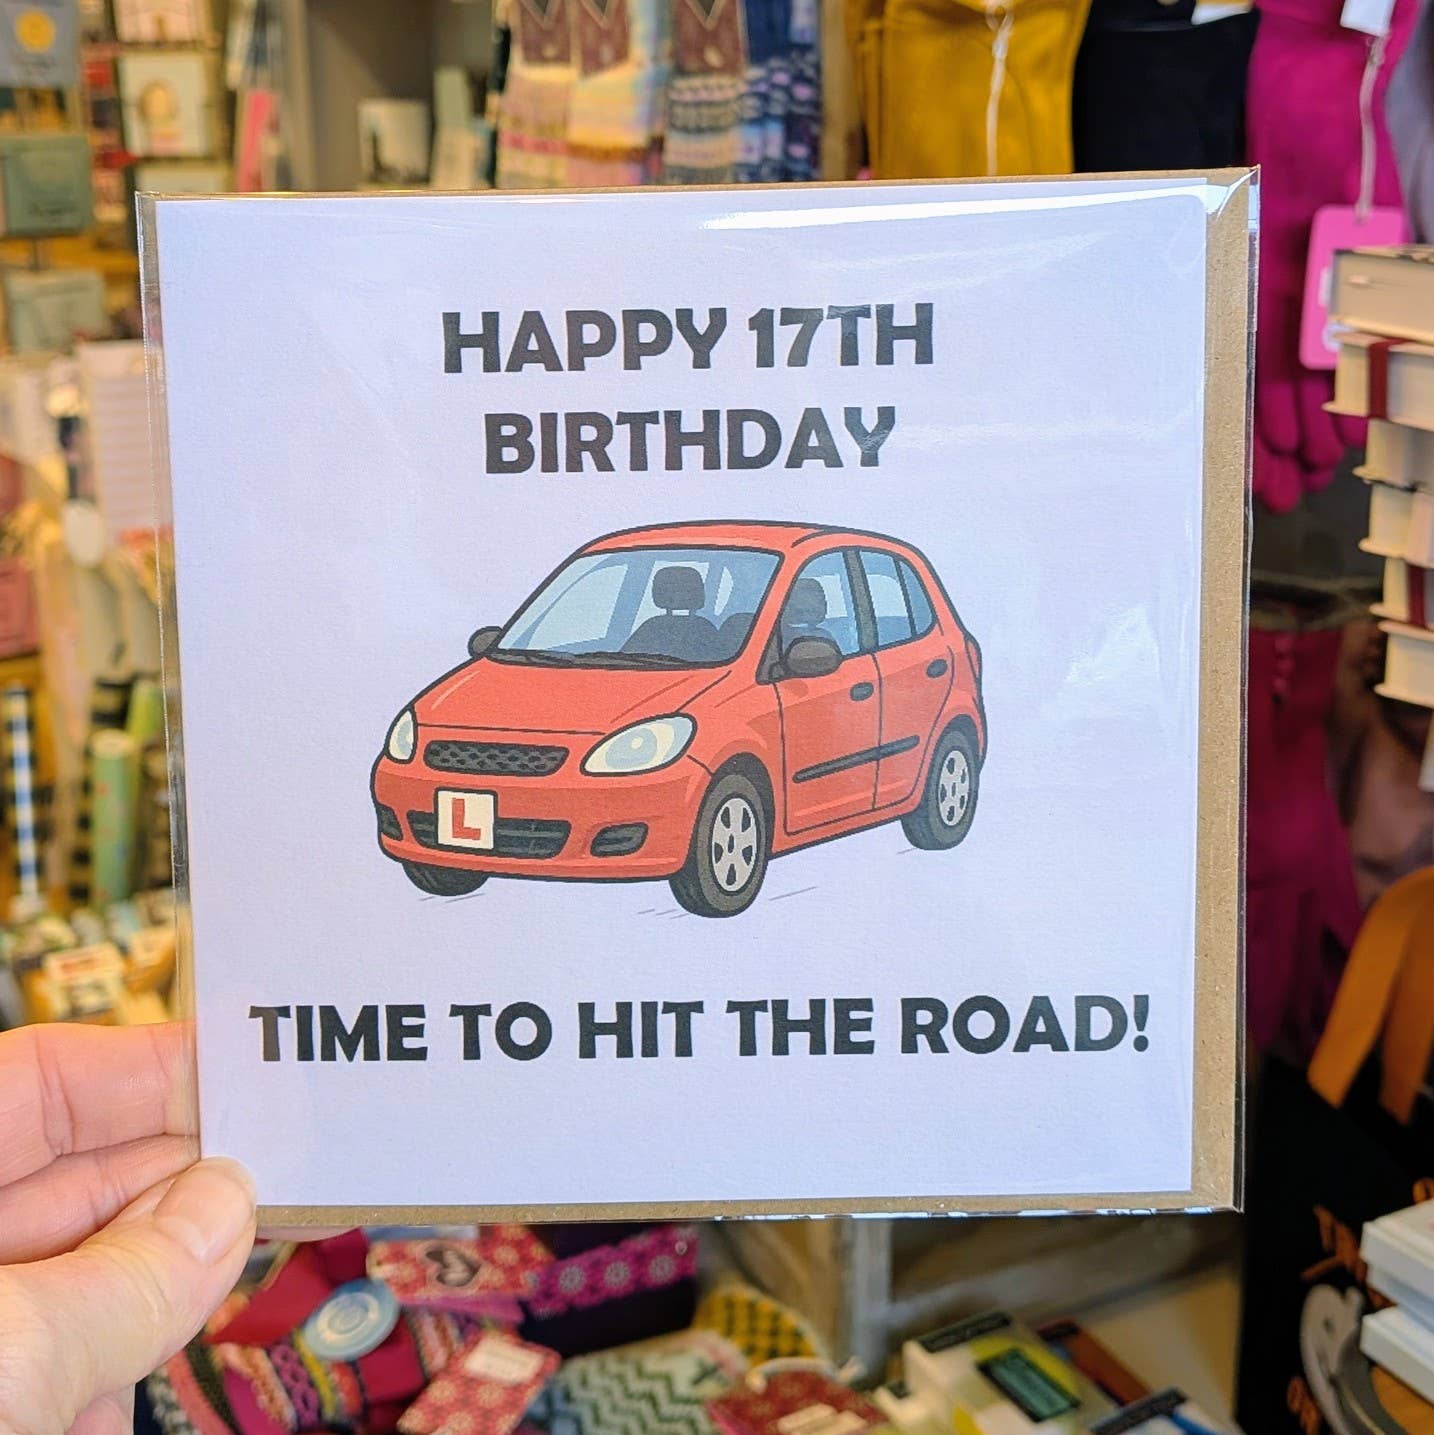 HAPPY 17TH
BIRTHDAY
L
TIME TO HIT THE ROAD!